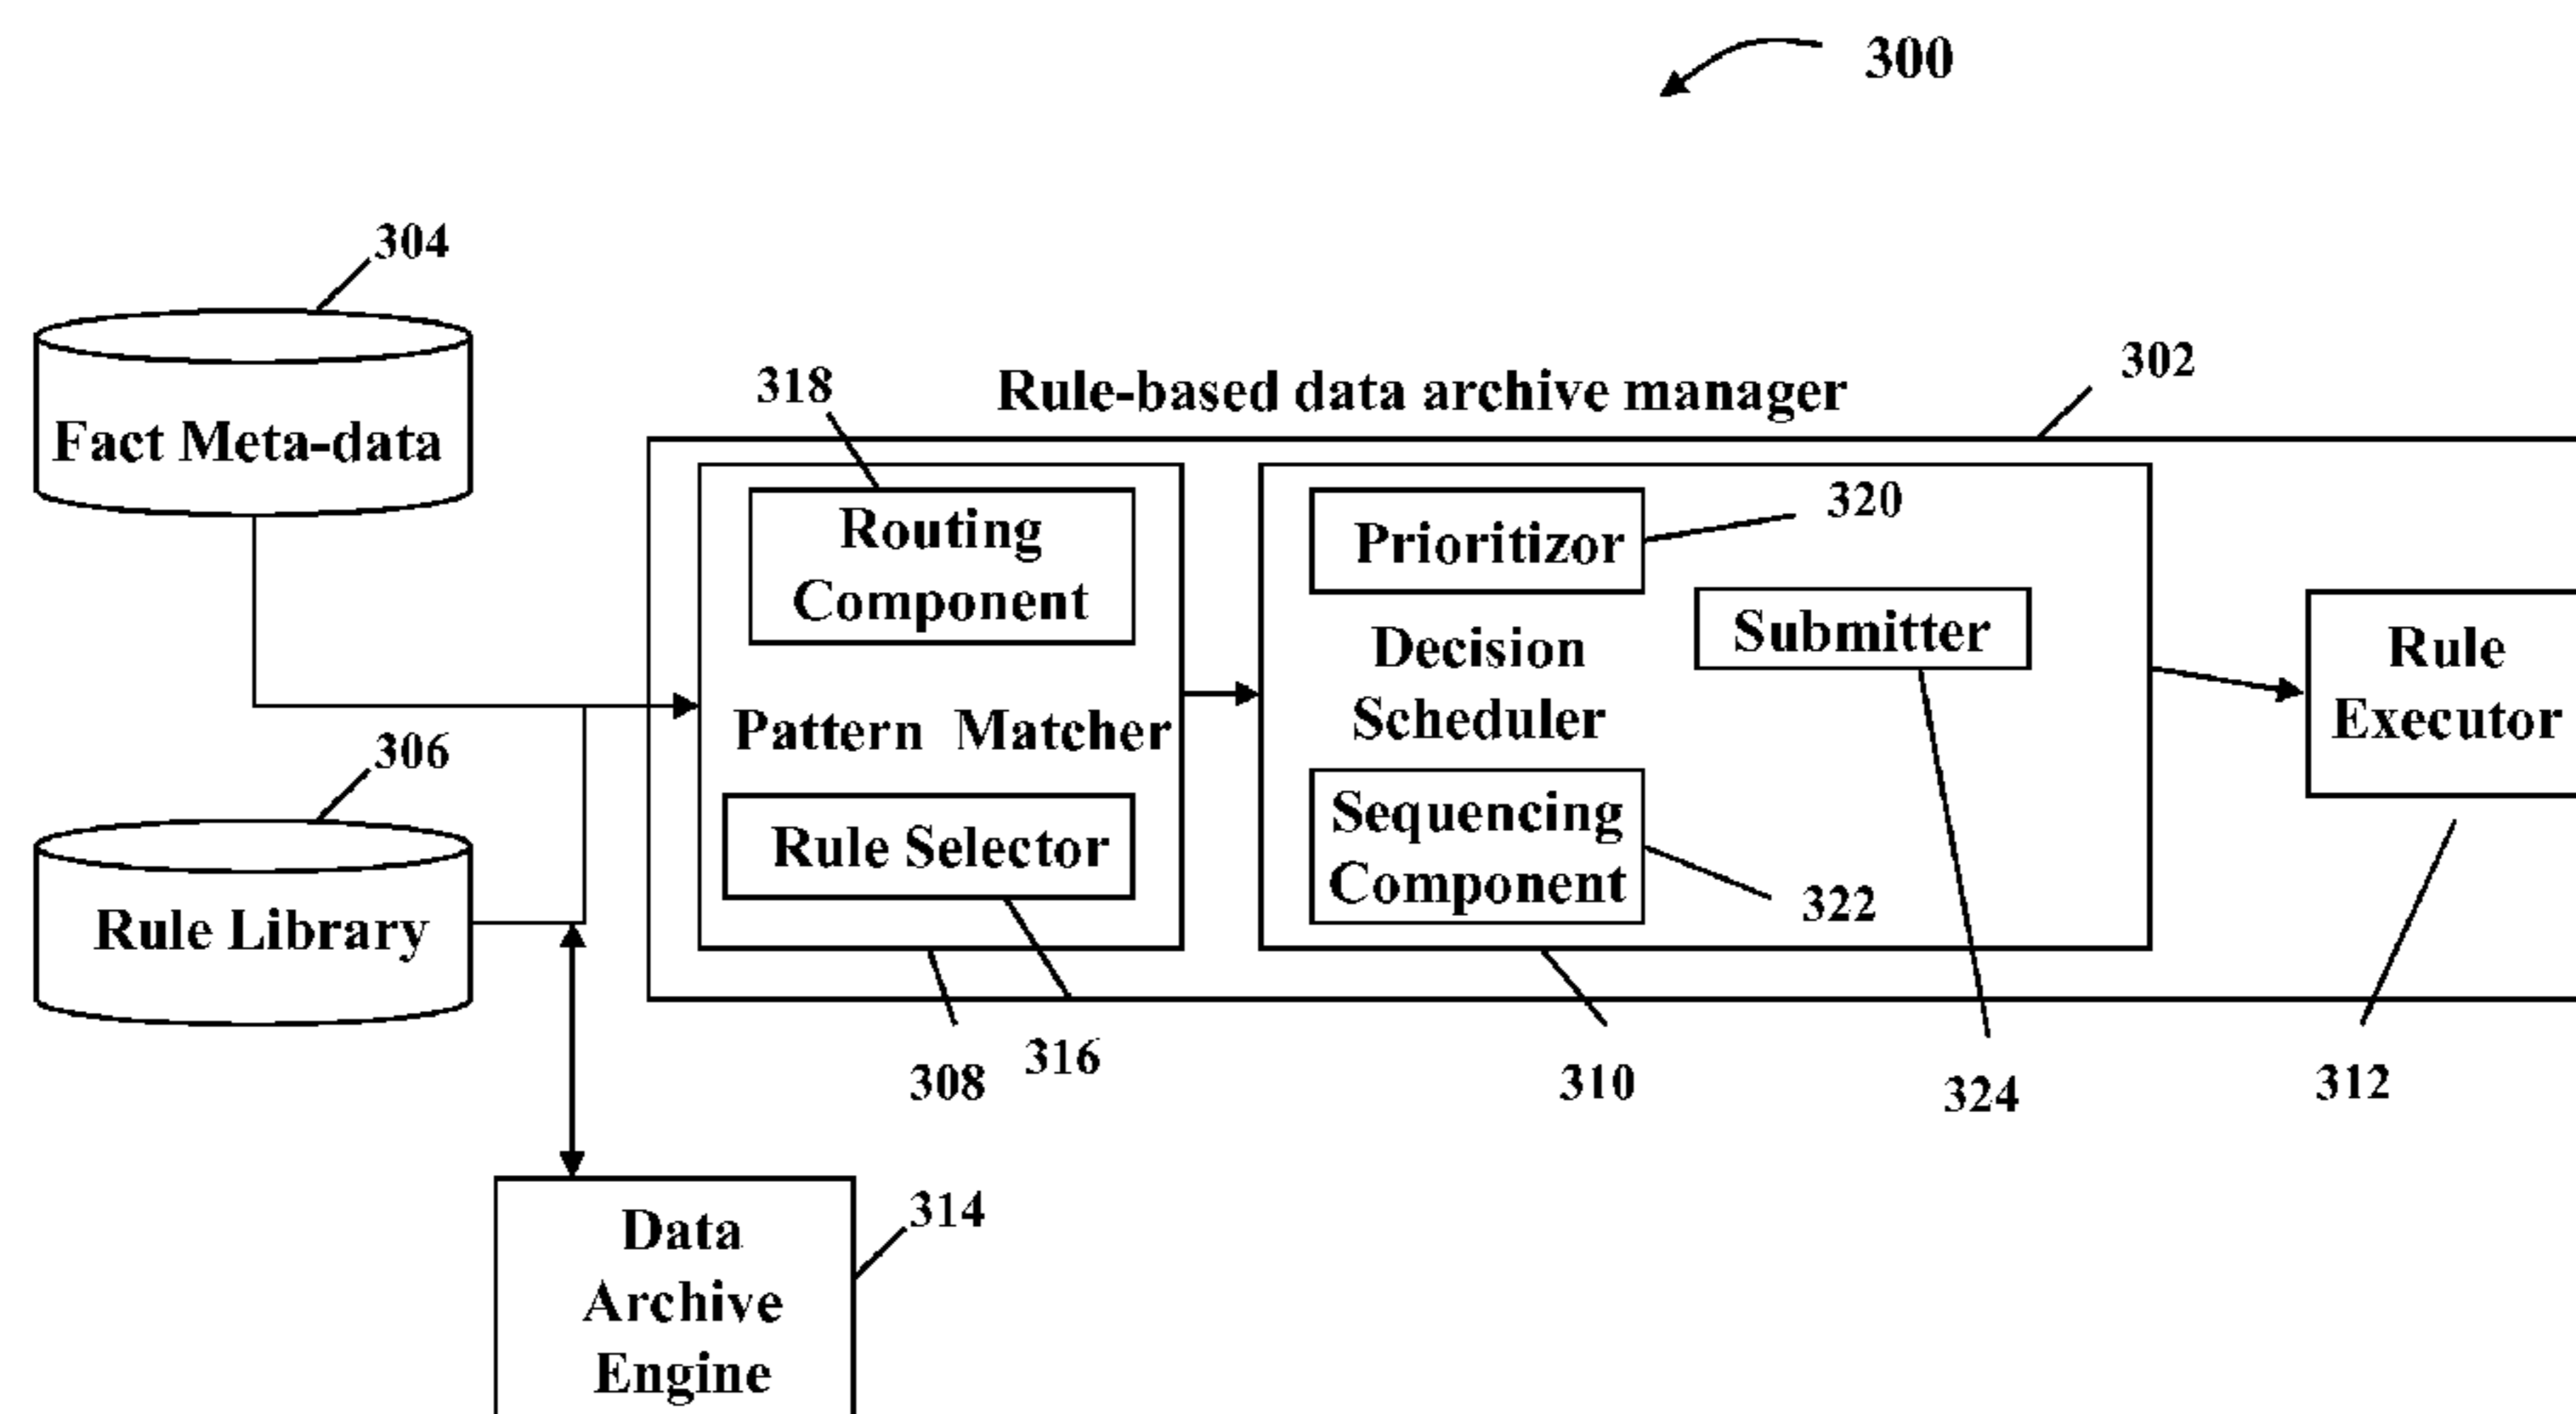 300
304
Fact Meta-data
302
Rule-based data archive manager
318
Routing
Component
Pattern Matcher
Rule Selector
Prioritizor
320
Submitter
Decision
Scheduler
Sequencing
Component
322
Rule
Executor
306
Rule Library
308
316
310
324
312
314
Data
Archive
Engine